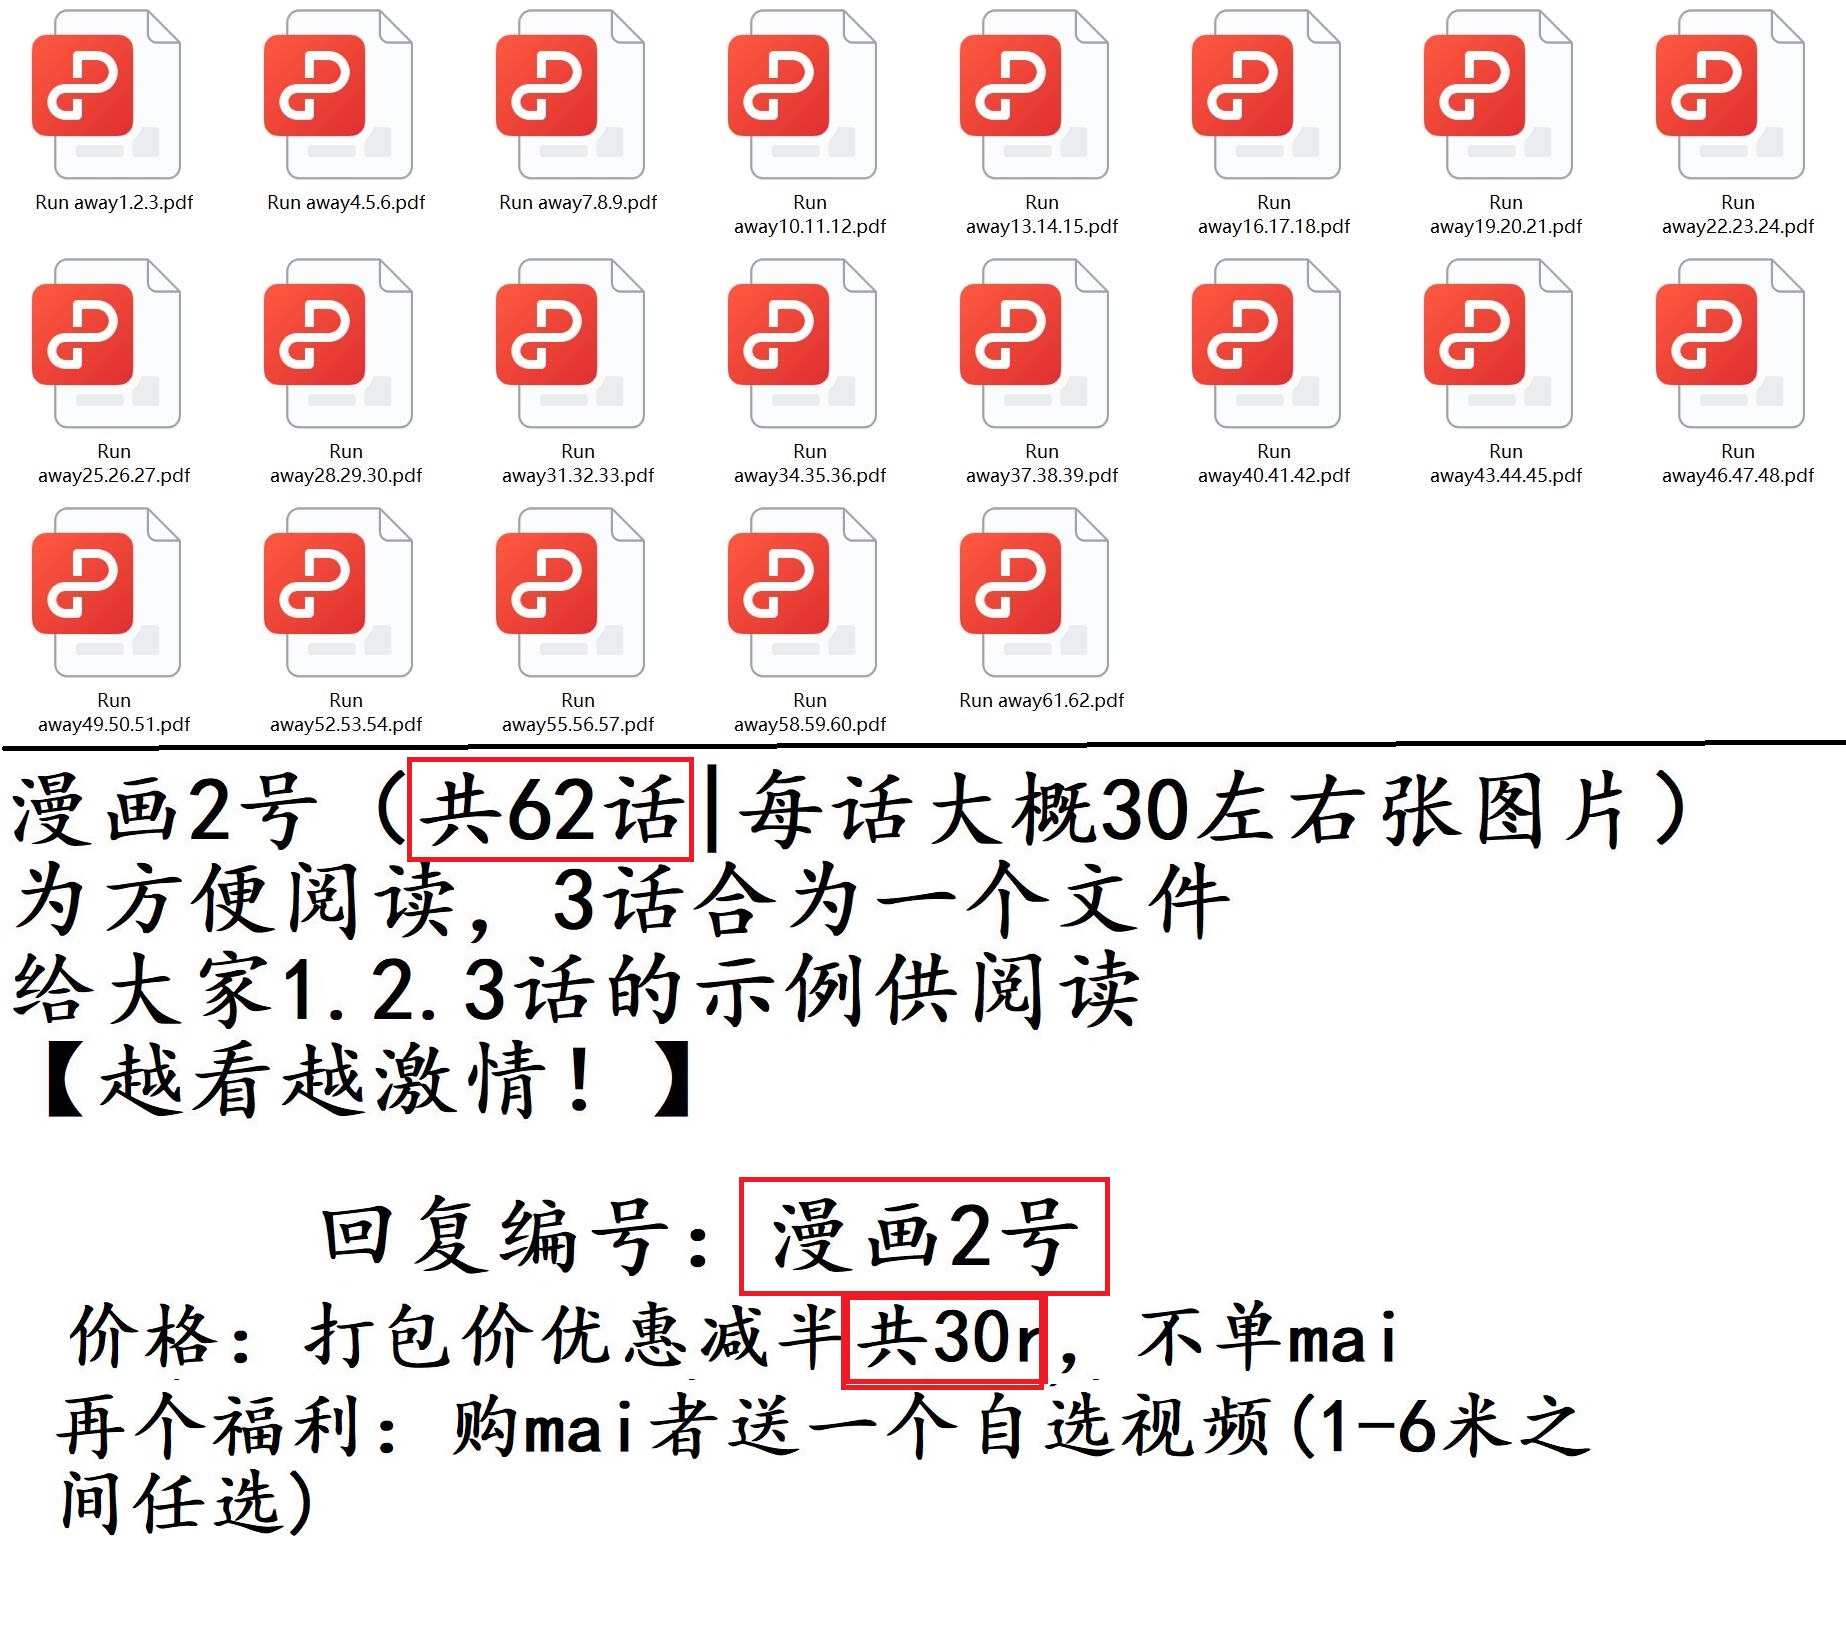 Run away1.2.3.pdf
Run away4.5.6.pdf
Run away7.8.9.pdf
Run
away10.11.12.pdf
Run
away13.14.15.pdf
Run
away16.17.18.pdf
Run
away19.20.21.pdf
Run
away22.23.24.pdf
Run
away25.26.27.pdf
Run
away28.29.30.pdf
Run
away31.32.33.pdf
Run
away34.35.36.pdf
Run
away37.38.39.pdf
Run
away40.41.42.pdf
Run
away43.44.45.pdf
Run
away46.47.48.pdf
Run
away49.50.51.pdf
Run
away52.53.54.pdf
Run
away55.56.57.pdf
Run
away58.59.60.pdf
Run away61.62.pdf
漫画2号（共62话|每话大概30左右张图片）
为方便阅读，3话合为一个文件
给大家1.2.3话的示例供阅读
【越看越激情！】
回复编号：漫画2号
价格：打包价优惠减半共30r，不单mai
再个福利：购mai者送一个自选视频(1-6米之
间任选)